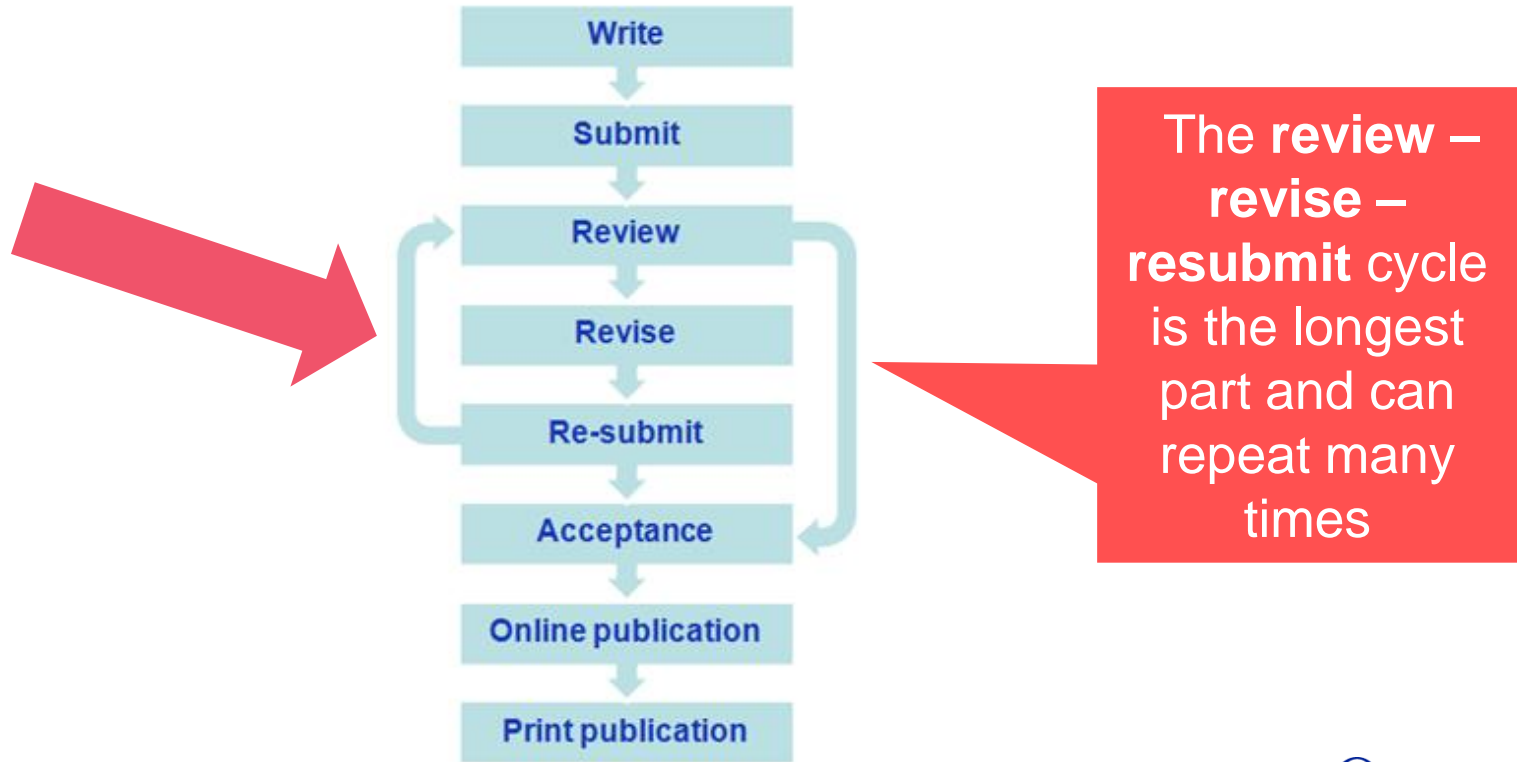 Write
Submit
Review
Revise
Re-submit
Acceptance
Online publication
Print publication
The review –
revise –
resubmit cycle
is the longest
part and can
repeat many
times